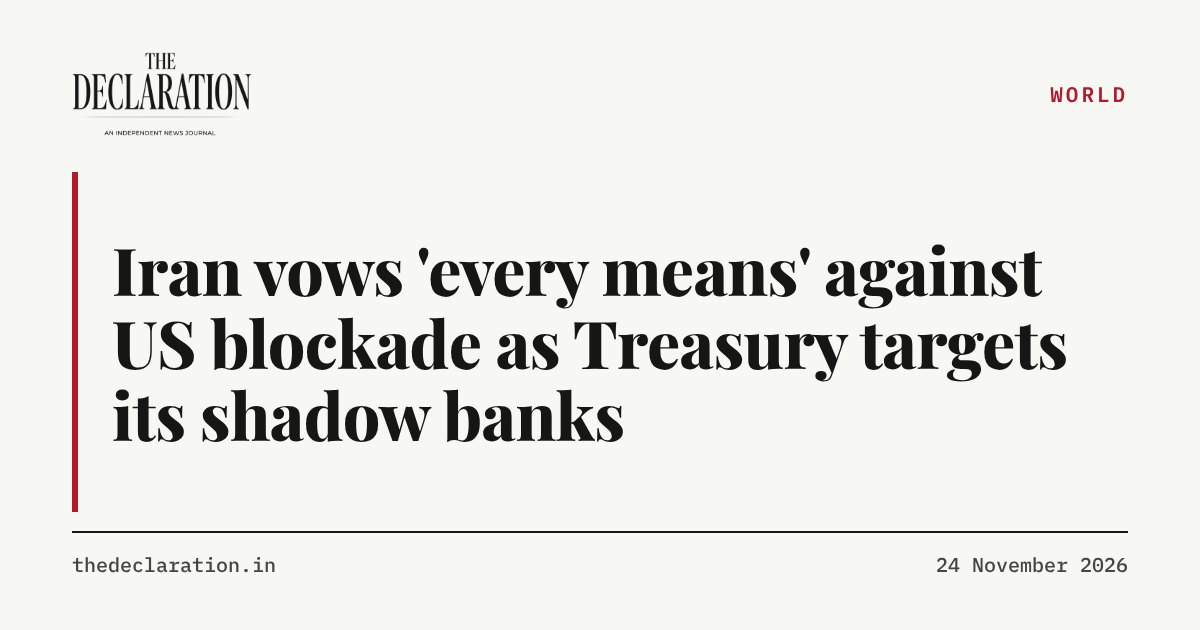 THE
DECLARATION
AN INDEPENDENT NEWS JOURNAL
WORLD
Iran vows 'every means' against
US blockade as Treasury targets
its shadow banks
thedeclaration.in
24 November 2026